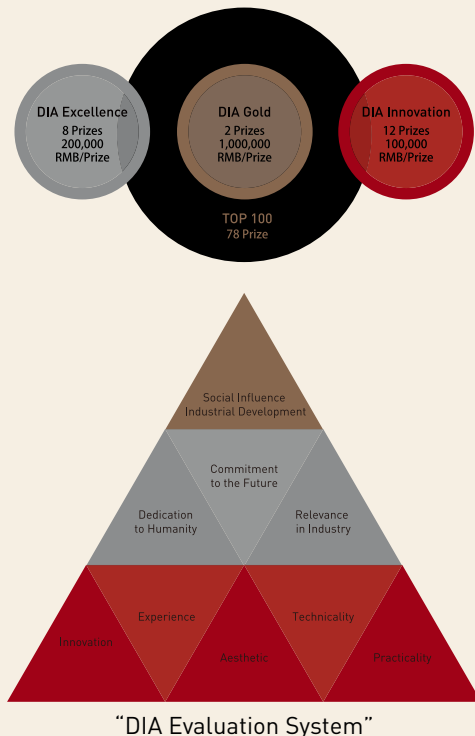 DIA Excellence
8 Prizes
200,000
RMB/Prize
DIA Gold
2 Prizes
1,000,000
RMB/Prize
DIA Innovation
12 Prizes
100,000
RMB/Prize
TOP 100
78 Prize
Social Influence
Industrial Development
Commitment
to the Future
Dedication
to Humanity
Relevance
in Industry
Experience
Technicality
Innovation
Aesthetic
Practicality
“DIA Evaluation System”